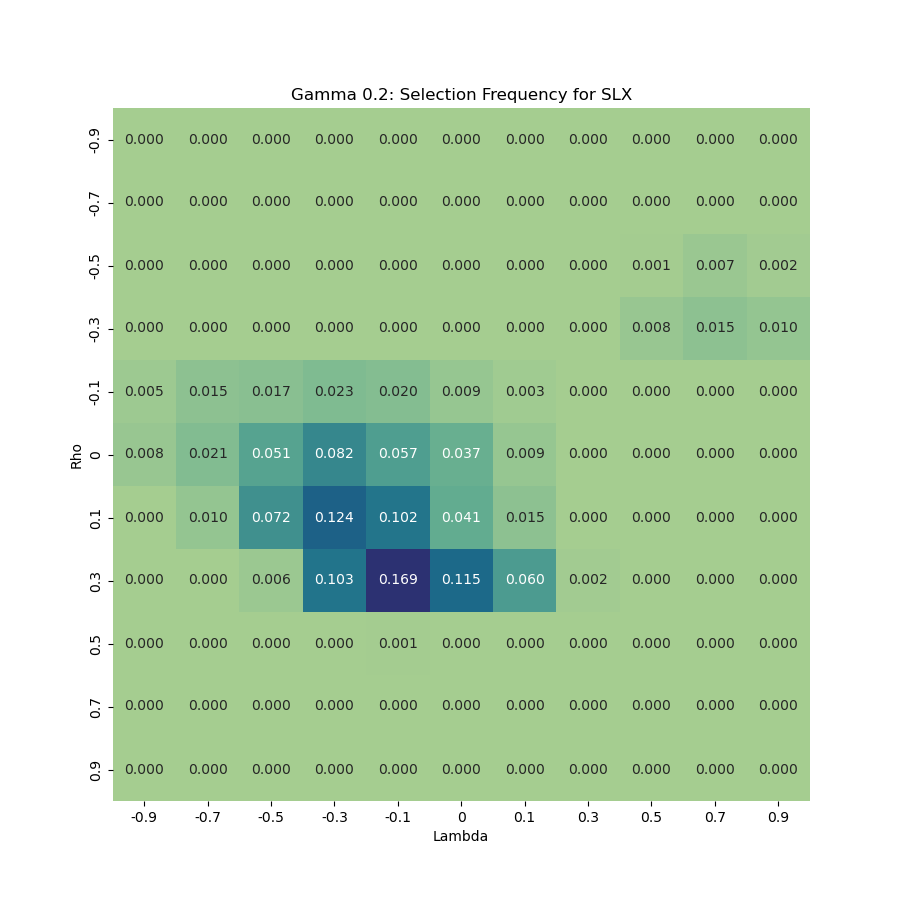 Gamma 0.2: Selection Frequency for SLX
-0.9 0.000 0.000 0.000 0.000 0.000 0.000 0.000 0.000 0.000 0.000 0.000
-0.7 0.000 0.000 0.000 0.000 0.000 0.000 0.000 0.000 0.000 0.000 0.000
-0.5 0.000 0.000 0.000 0.000 0.000 0.000 0.000 0.000 0.001 0.007 0.002
-0.3 0.000 0.000 0.000 0.000 0.000 0.000 0.000 0.000 0.008 0.015 0.010
-0.1 0.005 0.015 0.017 0.023 0.020 0.009 0.003 0.000 0.000 0.000 0.000
Rho
0 0.008 0.021 0.051 0.082 0.057 0.037 0.009 0.000 0.000 0.000 0.000
0.1 0.000 0.010 0.072 0.124 0.102 0.041 0.015 0.000 0.000 0.000 0.000
0.3 0.000 0.000 0.006 0.103 0.169 0.115 0.060 0.002 0.000 0.000 0.000
0.5 0.000 0.000 0.000 0.000 0.001 0.000 0.000 0.000 0.000 0.000 0.000
0.7 0.000 0.000 0.000 0.000 0.000 0.000 0.000 0.000 0.000 0.000 0.000
0.9 0.000 0.000 0.000 0.000 0.000 0.000 0.000 0.000 0.000 0.000 0.000
-0.9 -0.7 -0.5 -0.3 -0.1 0 0.1 0.3 0.5 0.7 0.9
Lambda